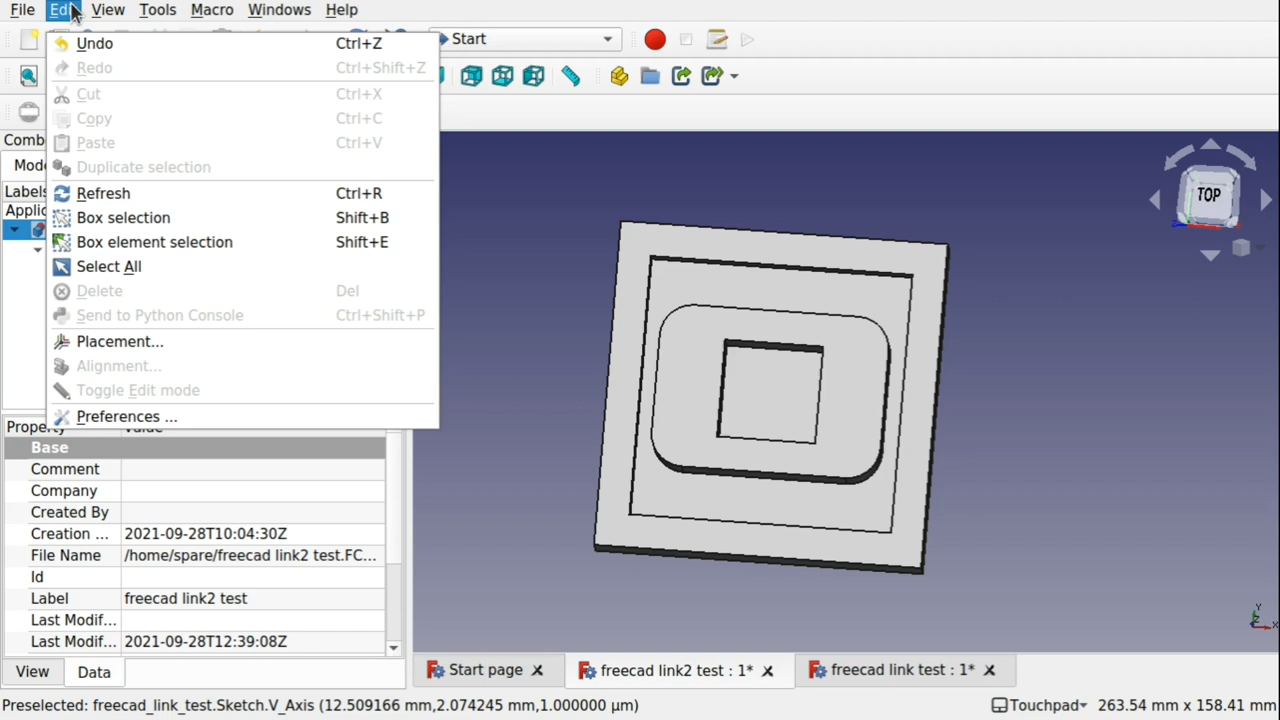 File Edi View Tools Macro Windows Help
Start
Undo Ctrl+Z
Redo Ctrl+Shift+Z
Cut Ctrl+X
Copy Ctrl+C
Paste Ctrl+V
Duplicate selection
Refresh Ctrl+R
Box selection Shift+B
Box element selection Shift+E
Select All
Delete Del
Send to Python Console Ctrl+Shift+P
Placement...
Alignment...
Toggle Edit mode
Preferences ...
Comb
Mode
Labels
Applic
TOP
Property Value
Base
Comment
Company
Created By
Creation ... 2021-09-28T10:04:30Z
File Name /home/spare/freecad link2 test.FC...
Id
Label freecad link2 test
Last Modif...
Last Modif... 2021-09-28T12:39:08Z
View Data
Y
Z
X
Start page freecad link2 test : 1* freecad link test : 1*
Preselected: freecad_link_test.Sketch.V_Axis (12.509166 mm,2.074245 mm,1.000000 µm) Touchpad 263.54 mm x 158.41 mm